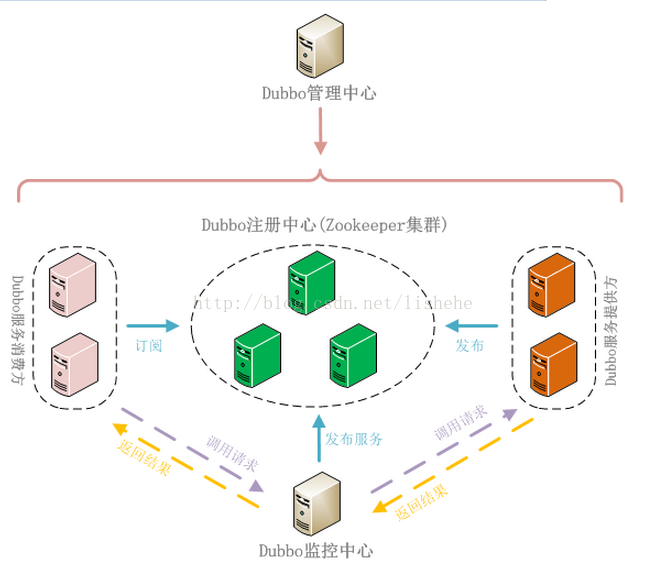 Dubbo管理中心
Dubbo注册中心(Zookeeper集群)
Dubbo服务消费方
http://blog.csdn.net/lishehe
Dubbo服务提供方
订阅
发布
发布服务
调用请求
返回结果
调用请求
返回结果
Dubbo监控中心